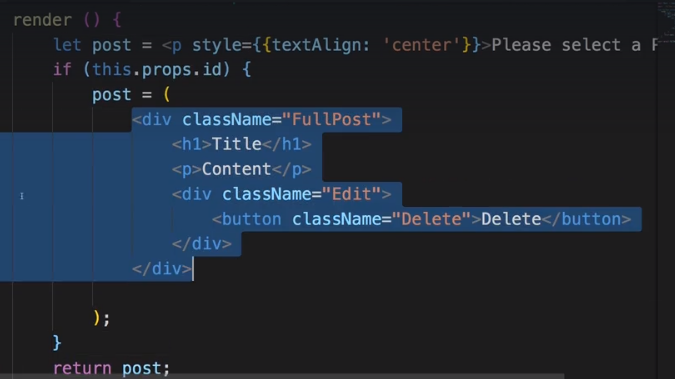 render () {
let post = <p style={{textAlign: 'center'}}>Please select a
if (this.props.id) {
post = (
<div className="FullPost">
<h1>Title</h1>
<p>Content</p>
<div className="Edit">
<button className="Delete">Delete</button>
</div>
</div>
);
}
return post;